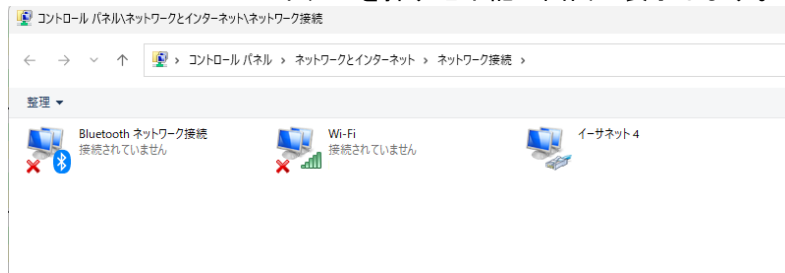 コントロール パネル\ネットワークとインターネット\ネットワーク接続
コントロール パネル › ネットワークとインターネット › ネットワーク接続 ›
整理
Bluetooth ネットワーク接続
接続されていません
Wi-Fi
接続されていません
イーサネット 4